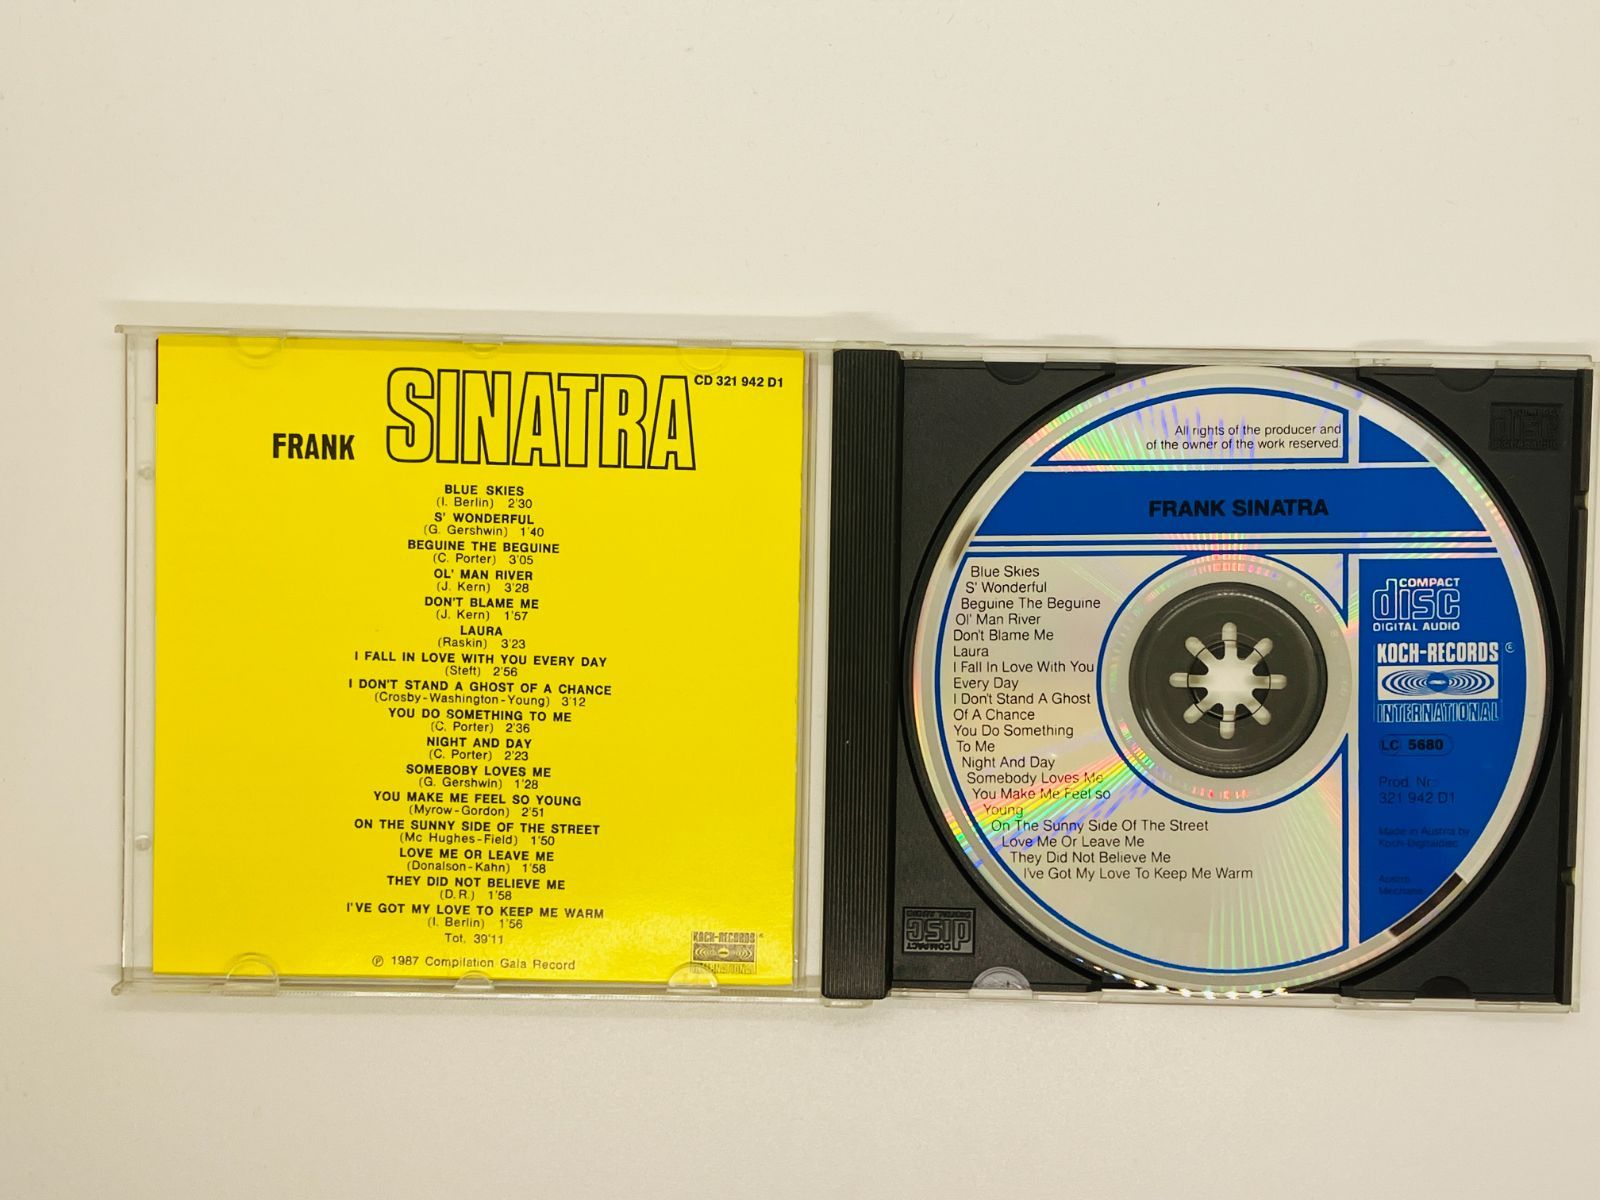 FRANK SINATRA CD 321 942 D1
BLUE SKIES
(I. Berlin) 2'30
S' WONDERFUL
(G. Gershwin) 1'40
BEGUINE THE BEGUINE
(C. Porter) 3'05
OL' MAN RIVER
(J. Kern) 3'28
DON'T BLAME ME
(J. Kern) 1'57
LAURA
(Raskin) 3'23
I FALL IN LOVE WITH YOU EVERY DAY
(Steft) 2'56
I DON'T STAND A GHOST OF A CHANCE
(Crosby-Washington-Young) 3'12
YOU DO SOMETHING TO ME
(C. Porter) 2'36
NIGHT AND DAY
(C. Porter) 2'23
SOMEBOBY LOVES ME
(G. Gershwin) 1'28
YOU MAKE ME FEEL SO YOUNG
(Myrow-Gordon) 2'51
ON THE SUNNY SIDE OF THE STREET
(Mc Hughes-Field) 1'50
LOVE ME OR LEAVE ME
(Donalson-Kahn) 1'58
THEY DID NOT BELIEVE ME
(D.R.) 1'58
I'VE GOT MY LOVE TO KEEP ME WARM
(I. Berlin) 1'56
Tot. 39'11
℗ 1987 Compilation Gala Record
KOCH-RECORDS
INTERNATIONAL
All rights of the producer and
of the owner of the work reserved.
FRANK SINATRA
Blue Skies
S' Wonderful
Beguine The Beguine
Ol' Man River
Don't Blame Me
Laura
I Fall In Love With You
Every Day
I Don't Stand A Ghost
Of A Chance
You Do Something
To Me
Night And Day
Somebody Loves Me
You Make Me Feel so
Young
On The Sunny Side Of The Street
Love Me Or Leave Me
They Did Not Believe Me
I've Got My Love To Keep Me Warm
COMPACT
disc
DIGITAL AUDIO
KOCH-RECORDS
INTERNATIONAL
LC 5680
Prod. Nr.:
321 942 D1
Made in Austria by
Koch-Digitaldisc
Austro
Mechana
COMPACT
disc
DIGITAL AUDIO